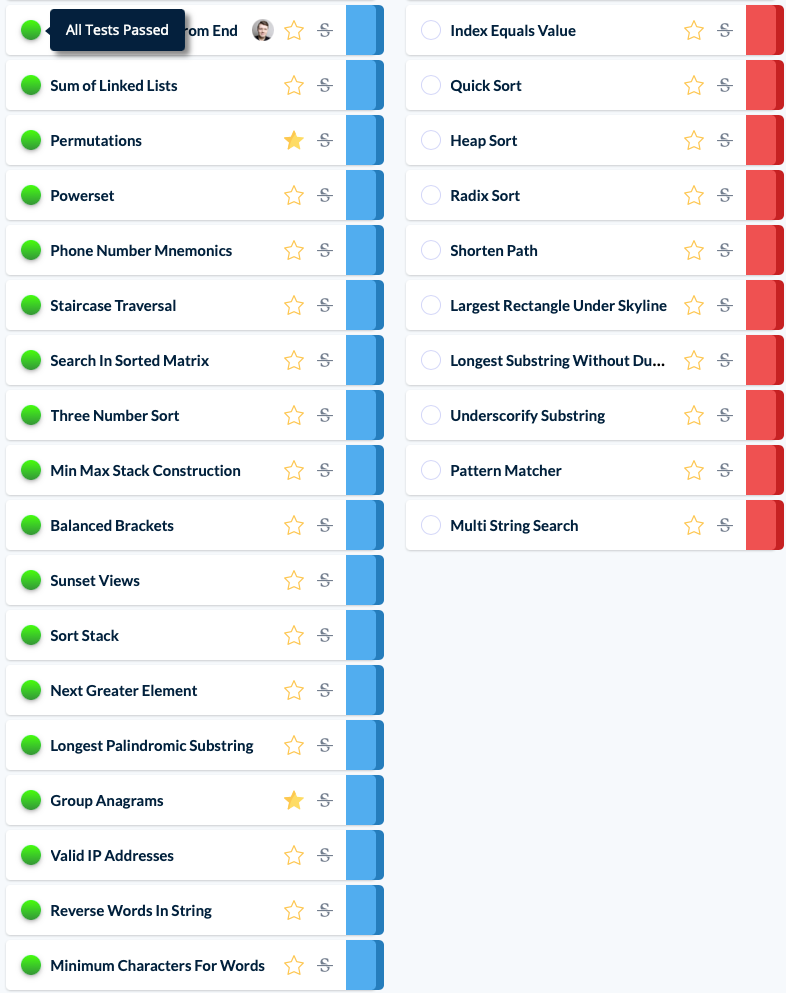 All Tests Passed
rom End
Sum of Linked Lists
Permutations
Powerset
Phone Number Mnemonics
Staircase Traversal
Search In Sorted Matrix
Three Number Sort
Min Max Stack Construction
Balanced Brackets
Sunset Views
Sort Stack
Next Greater Element
Longest Palindromic Substring
Group Anagrams
Valid IP Addresses
Reverse Words In String
Minimum Characters For Words
Index Equals Value
Quick Sort
Heap Sort
Radix Sort
Shorten Path
Largest Rectangle Under Skyline
Longest Substring Without Du...
Underscorify Substring
Pattern Matcher
Multi String Search